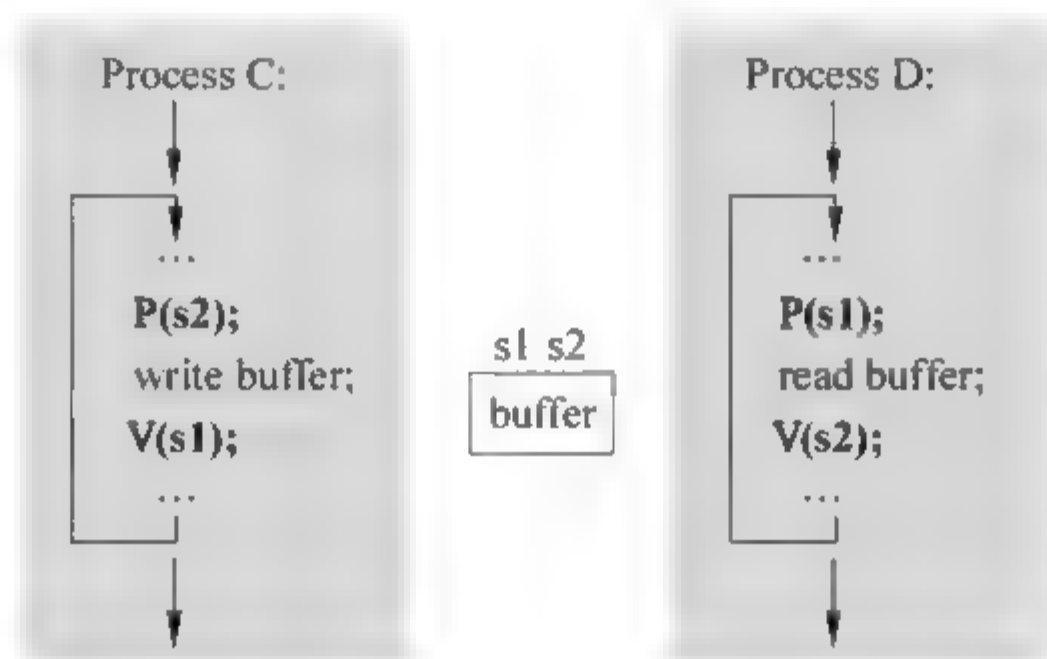 Process C:
...
P(s2);
write buffer;
V(s1);
...
s1 s2
buffer
Process D:
...
P(s1);
read buffer;
V(s2);
...